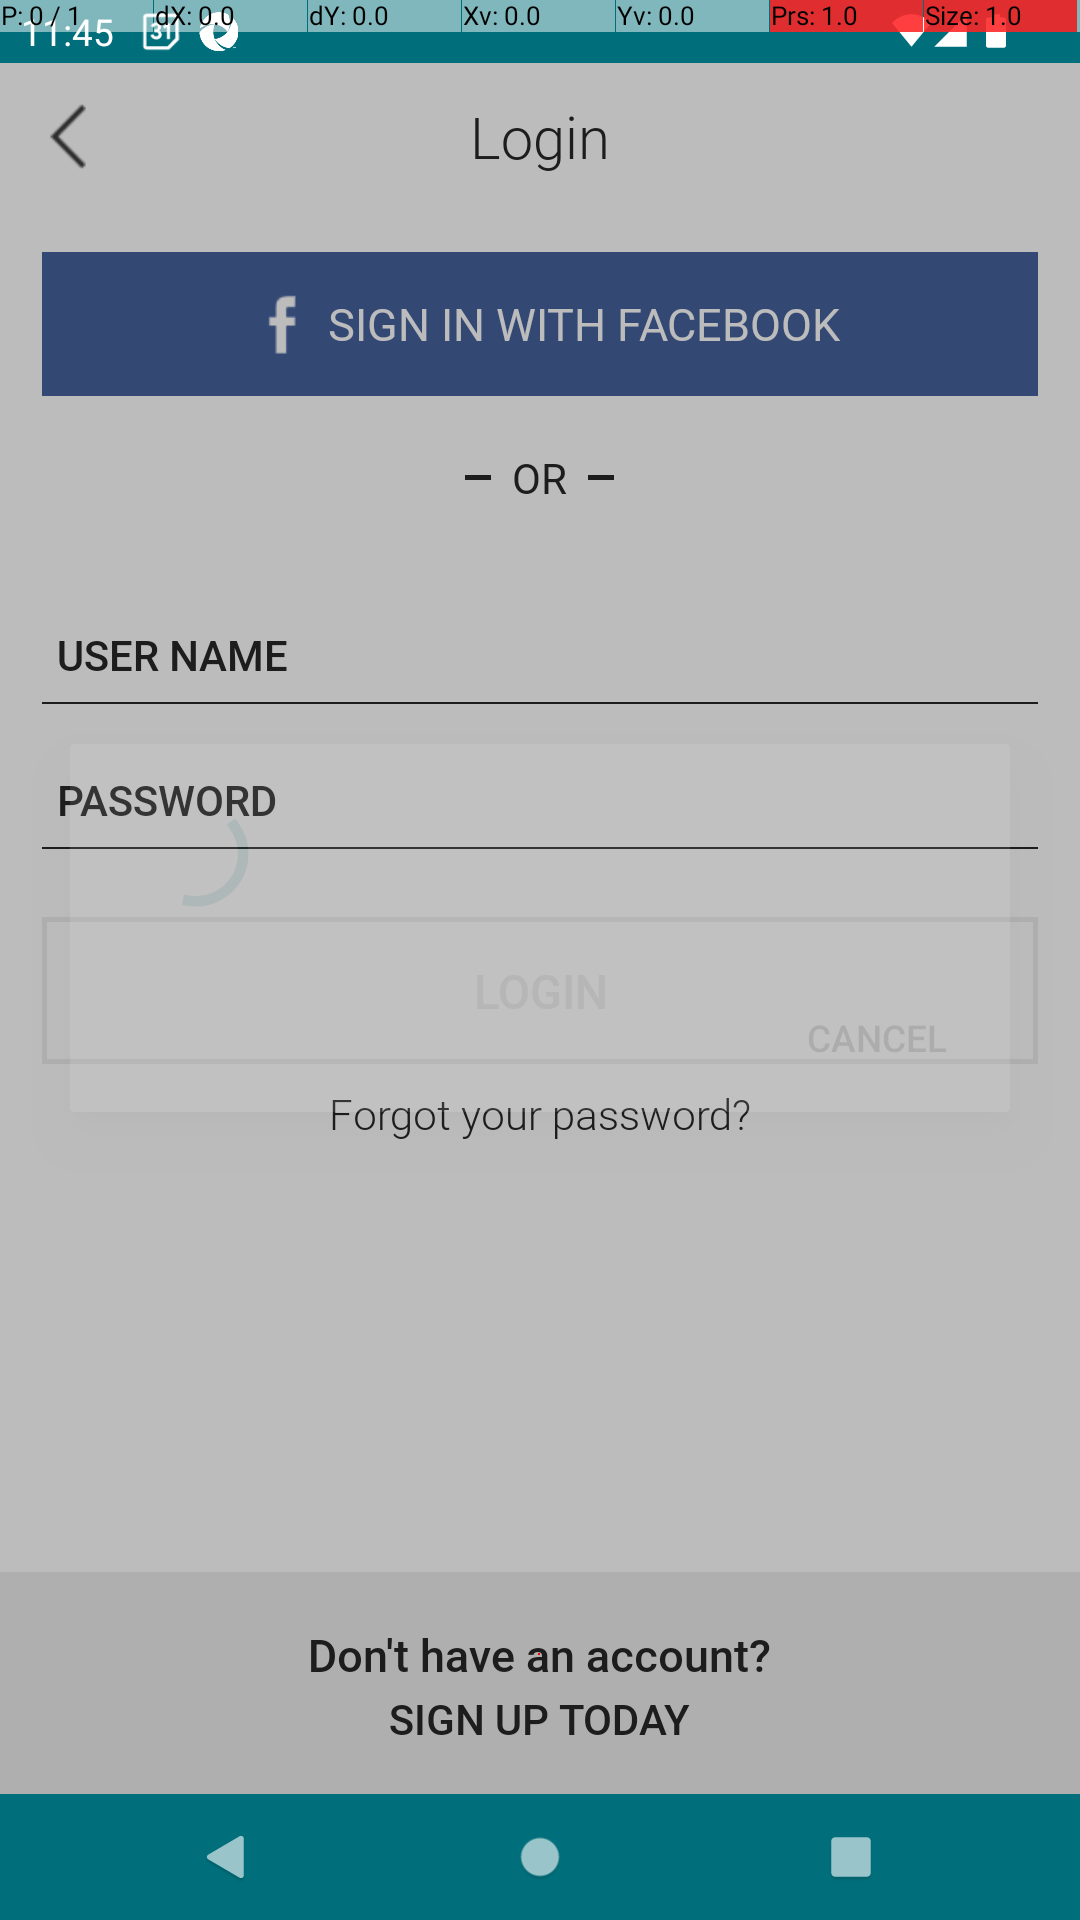 P: 0 / 1 dX: 0.0 dY: 0.0 Xv: 0.0 Yv: 0.0 Prs: 1.0 Size: 1.0
11:45 31
Login
f SIGN IN WITH FACEBOOK
– OR –
USER NAME
PASSWORD
LOGIN
CANCEL
Forgot your password?
Don't have an account?
SIGN UP TODAY